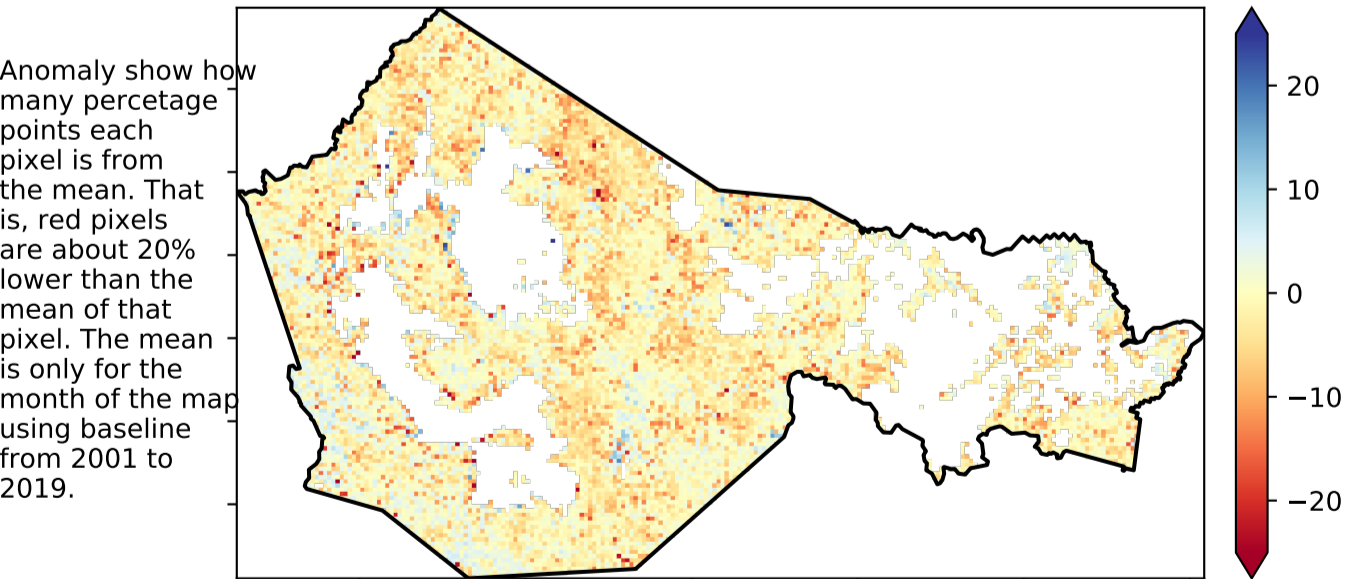 Anomaly show how
many percetage
points each
pixel is from
the mean. That
is, red pixels
are about 20%
lower than the
mean of that
pixel. The mean
is only for the
month of the map
using baseline
from 2001 to
2019.
20
10
0
−10
−20